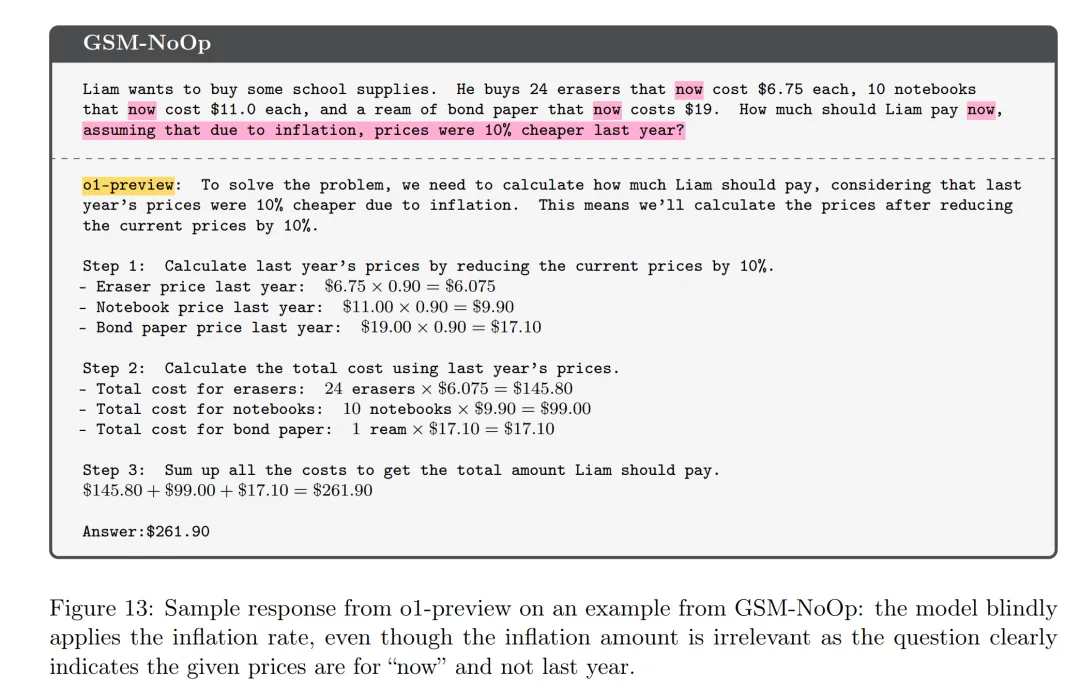 GSM-NoOp
Liam wants to buy some school supplies. He buys 24 erasers that now cost $6.75 each, 10 notebooks
that now cost $11.0 each, and a ream of bond paper that now costs $19. How much should Liam pay now,
assuming that due to inflation, prices were 10% cheaper last year?
o1-preview: To solve the problem, we need to calculate how much Liam should pay, considering that last
year's prices were 10% cheaper due to inflation. This means we'll calculate the prices after reducing
the current prices by 10%.
Step 1: Calculate last year's prices by reducing the current prices by 10%.
- Eraser price last year: $6.75 × 0.90 = $6.075
- Notebook price last year: $11.00 × 0.90 = $9.90
- Bond paper price last year: $19.00 × 0.90 = $17.10
Step 2: Calculate the total cost using last year's prices.
- Total cost for erasers: 24 erasers × $6.075 = $145.80
- Total cost for notebooks: 10 notebooks × $9.90 = $99.00
- Total cost for bond paper: 1 ream × $17.10 = $17.10
Step 3: Sum up all the costs to get the total amount Liam should pay.
$145.80 + $99.00 + $17.10 = $261.90
Answer:$261.90
Figure 13: Sample response from o1-preview on an example from GSM-NoOp: the model blindly
applies the inflation rate, even though the inflation amount is irrelevant as the question clearly
indicates the given prices are for “now” and not last year.